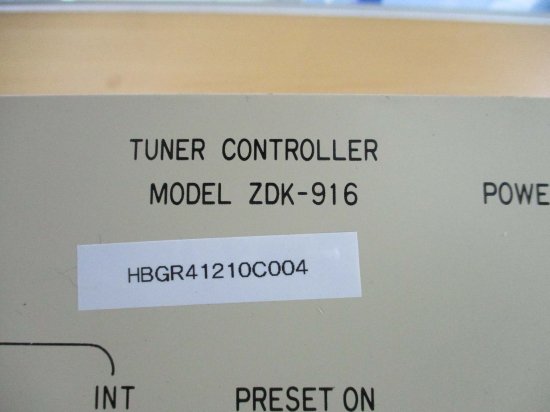 TUNER CONTROLLER
MODEL ZDK-916
POWE
HBGR41210C004
INT
PRESET ON